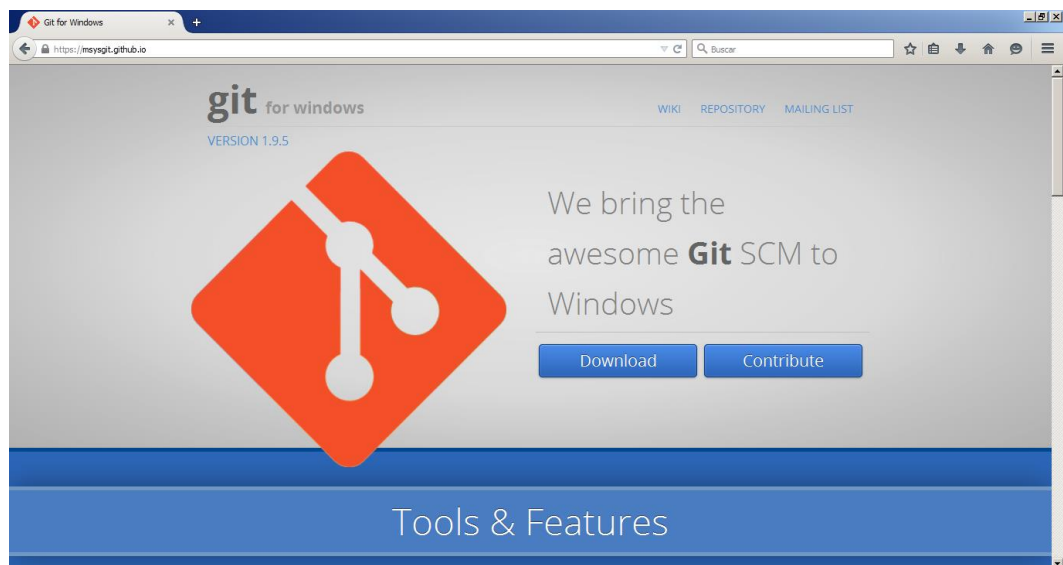 Git for Windows
https://msysgit.github.io
Buscar
git for windows
WIKI REPOSITORY MAILING LIST
VERSION 1.9.5
We bring the
awesome Git SCM to
Windows
Download Contribute
Tools & Features